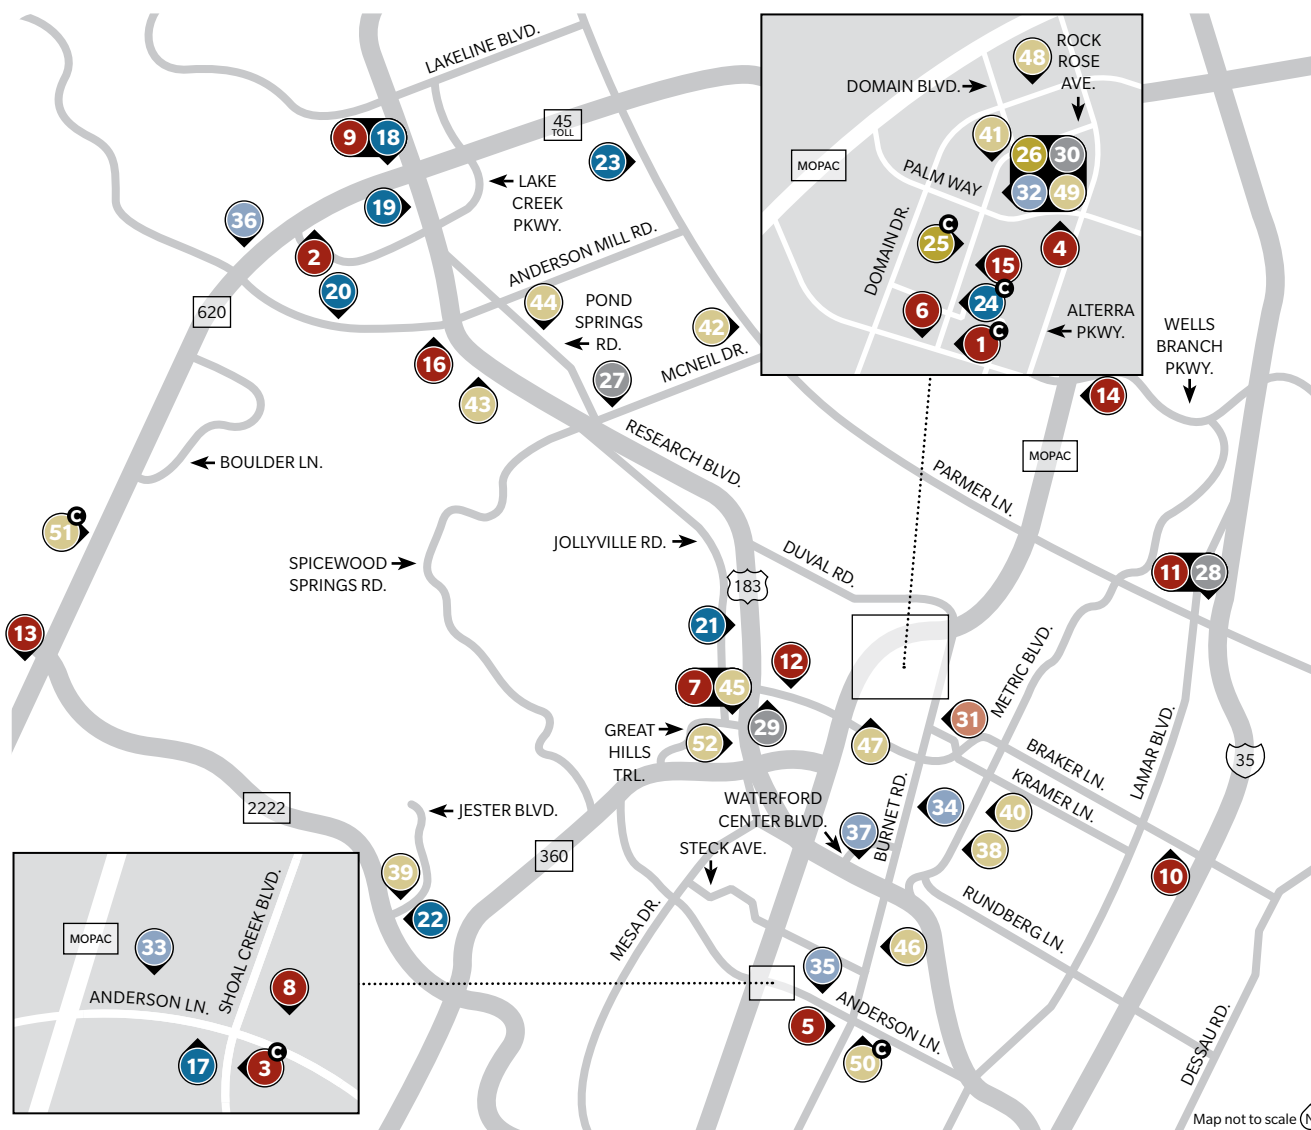 LAKELINE BLVD.
45
TOLL
9
18
23
LAKE
CREEK
PKWY.
19
36
2
20
620
ANDERSON MILL RD.
44
POND
SPRINGS
RD.
42
MCNEIL DR.
16
43
27
ROCK
ROSE
AVE.
48
DOMAIN BLVD.
41
MOPAC
PALM WAY
26
30
32
49
DOMAIN DR.
25
C
4
15
24
C
6
1
C
ALTERRA
PKWY.
WELLS
BRANCH
PKWY.
14
MOPAC
RESEARCH BLVD.
PARMER LN.
BOULDER LN.
51
C
SPICEWOOD
SPRINGS RD.
JOLLYVILLE RD.
DUVAL RD.
183
11
28
13
21
12
7
45
METRIC BLVD.
GREAT
HILLS
TRL.
52
29
47
31
35
BRAKER LN.
KRAMER LN.
LAMAR BLVD.
2222
JESTER BLVD.
WATERFORD
CENTER BLVD.
37
BURNET RD.
34
40
38
360
STECK AVE.
39
22
10
MESA DR.
RUNDBERG LN.
46
35
ANDERSON LN.
5
50
C
DESSAU RD.
MOPAC
33
SHOAL CREEK BLVD.
8
ANDERSON LN.
17
3
C
Map not to scale
N